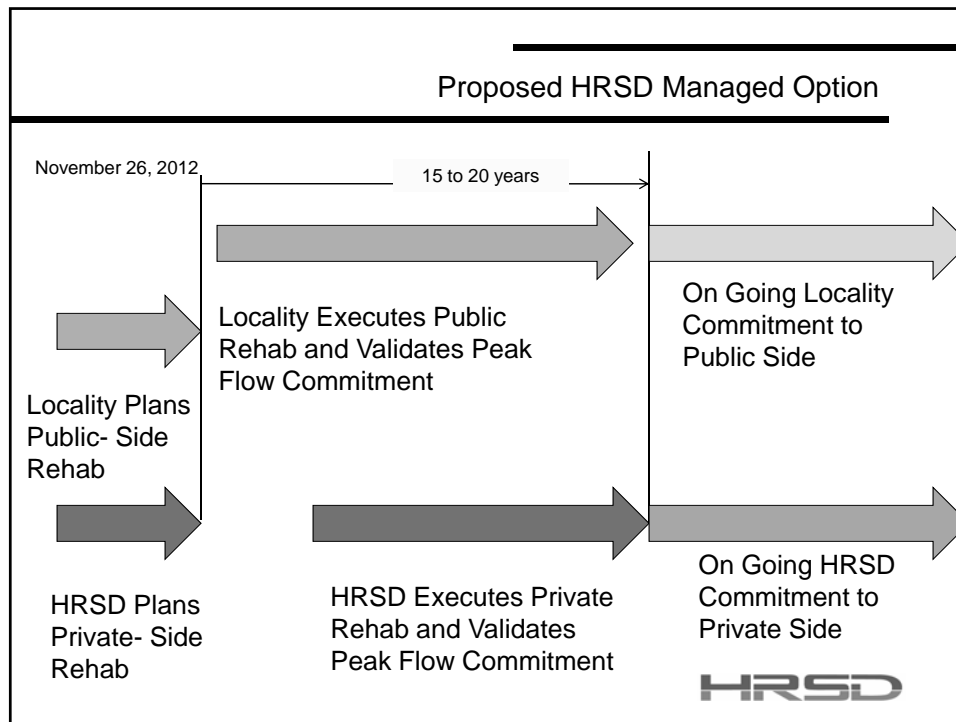 Proposed HRSD Managed Option
November 26, 2012
15 to 20 years
Locality Executes Public
Rehab and Validates Peak
Flow Commitment
On Going Locality
Commitment to
Public Side
Locality Plans
Public- Side
Rehab
HRSD Plans
Private- Side
Rehab
HRSD Executes Private
Rehab and Validates
Peak Flow Commitment
On Going HRSD
Commitment to
Private Side
HRSD